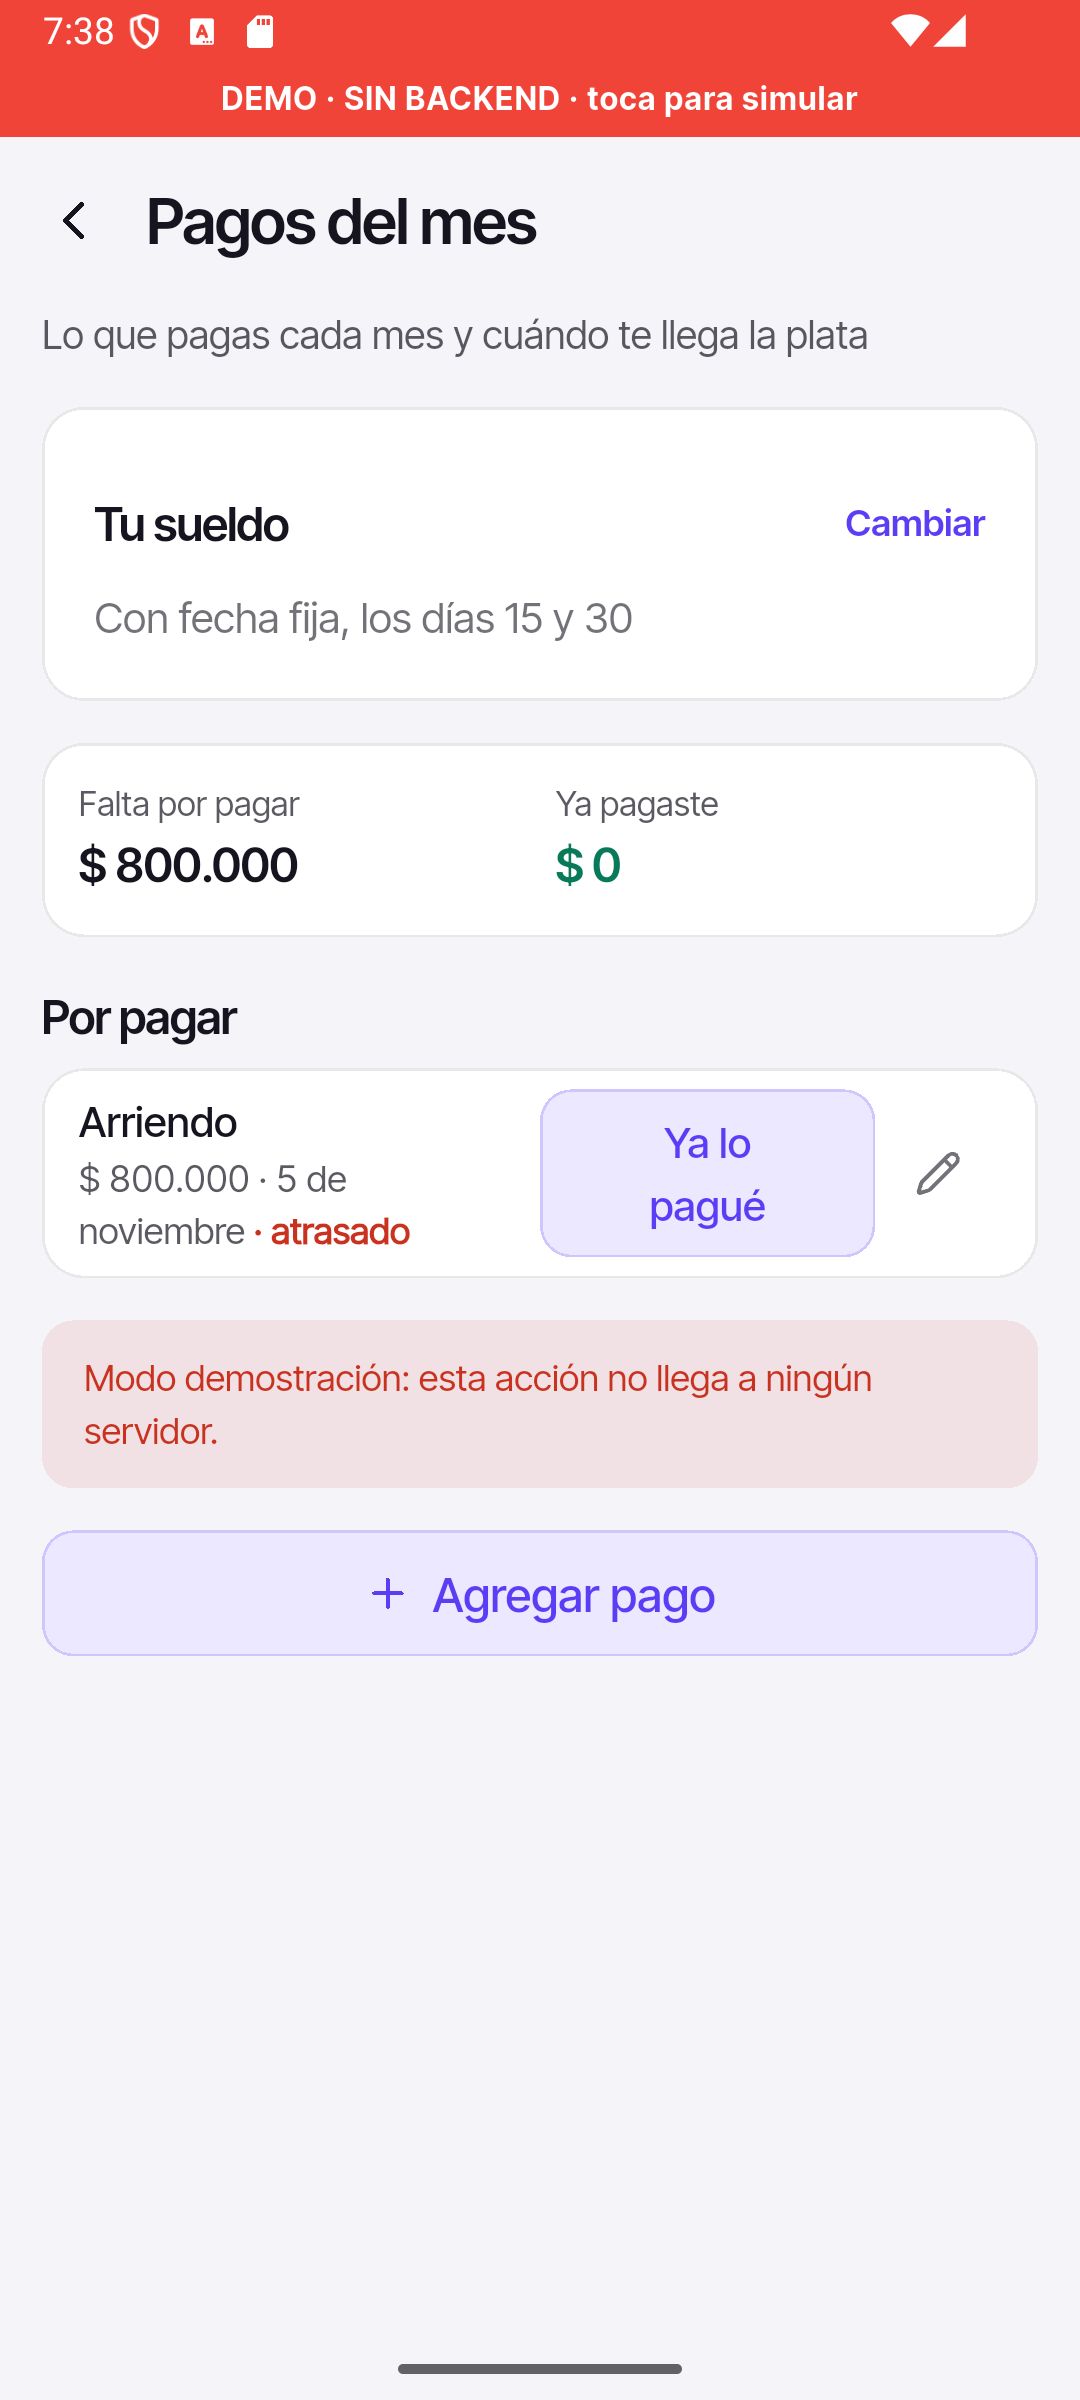 7:38
DEMO · SIN BACKEND · toca para simular
Pagos del mes
Lo que pagas cada mes y cuándo te llega la plata
Tu sueldo
Cambiar
Con fecha fija, los días 15 y 30
Falta por pagar
$ 800.000
Ya pagaste
$ 0
Por pagar
Arriendo
$ 800.000 · 5 de
noviembre · atrasado
Ya lo
pagué
Modo demostración: esta acción no llega a ningún
servidor.
+ Agregar pago